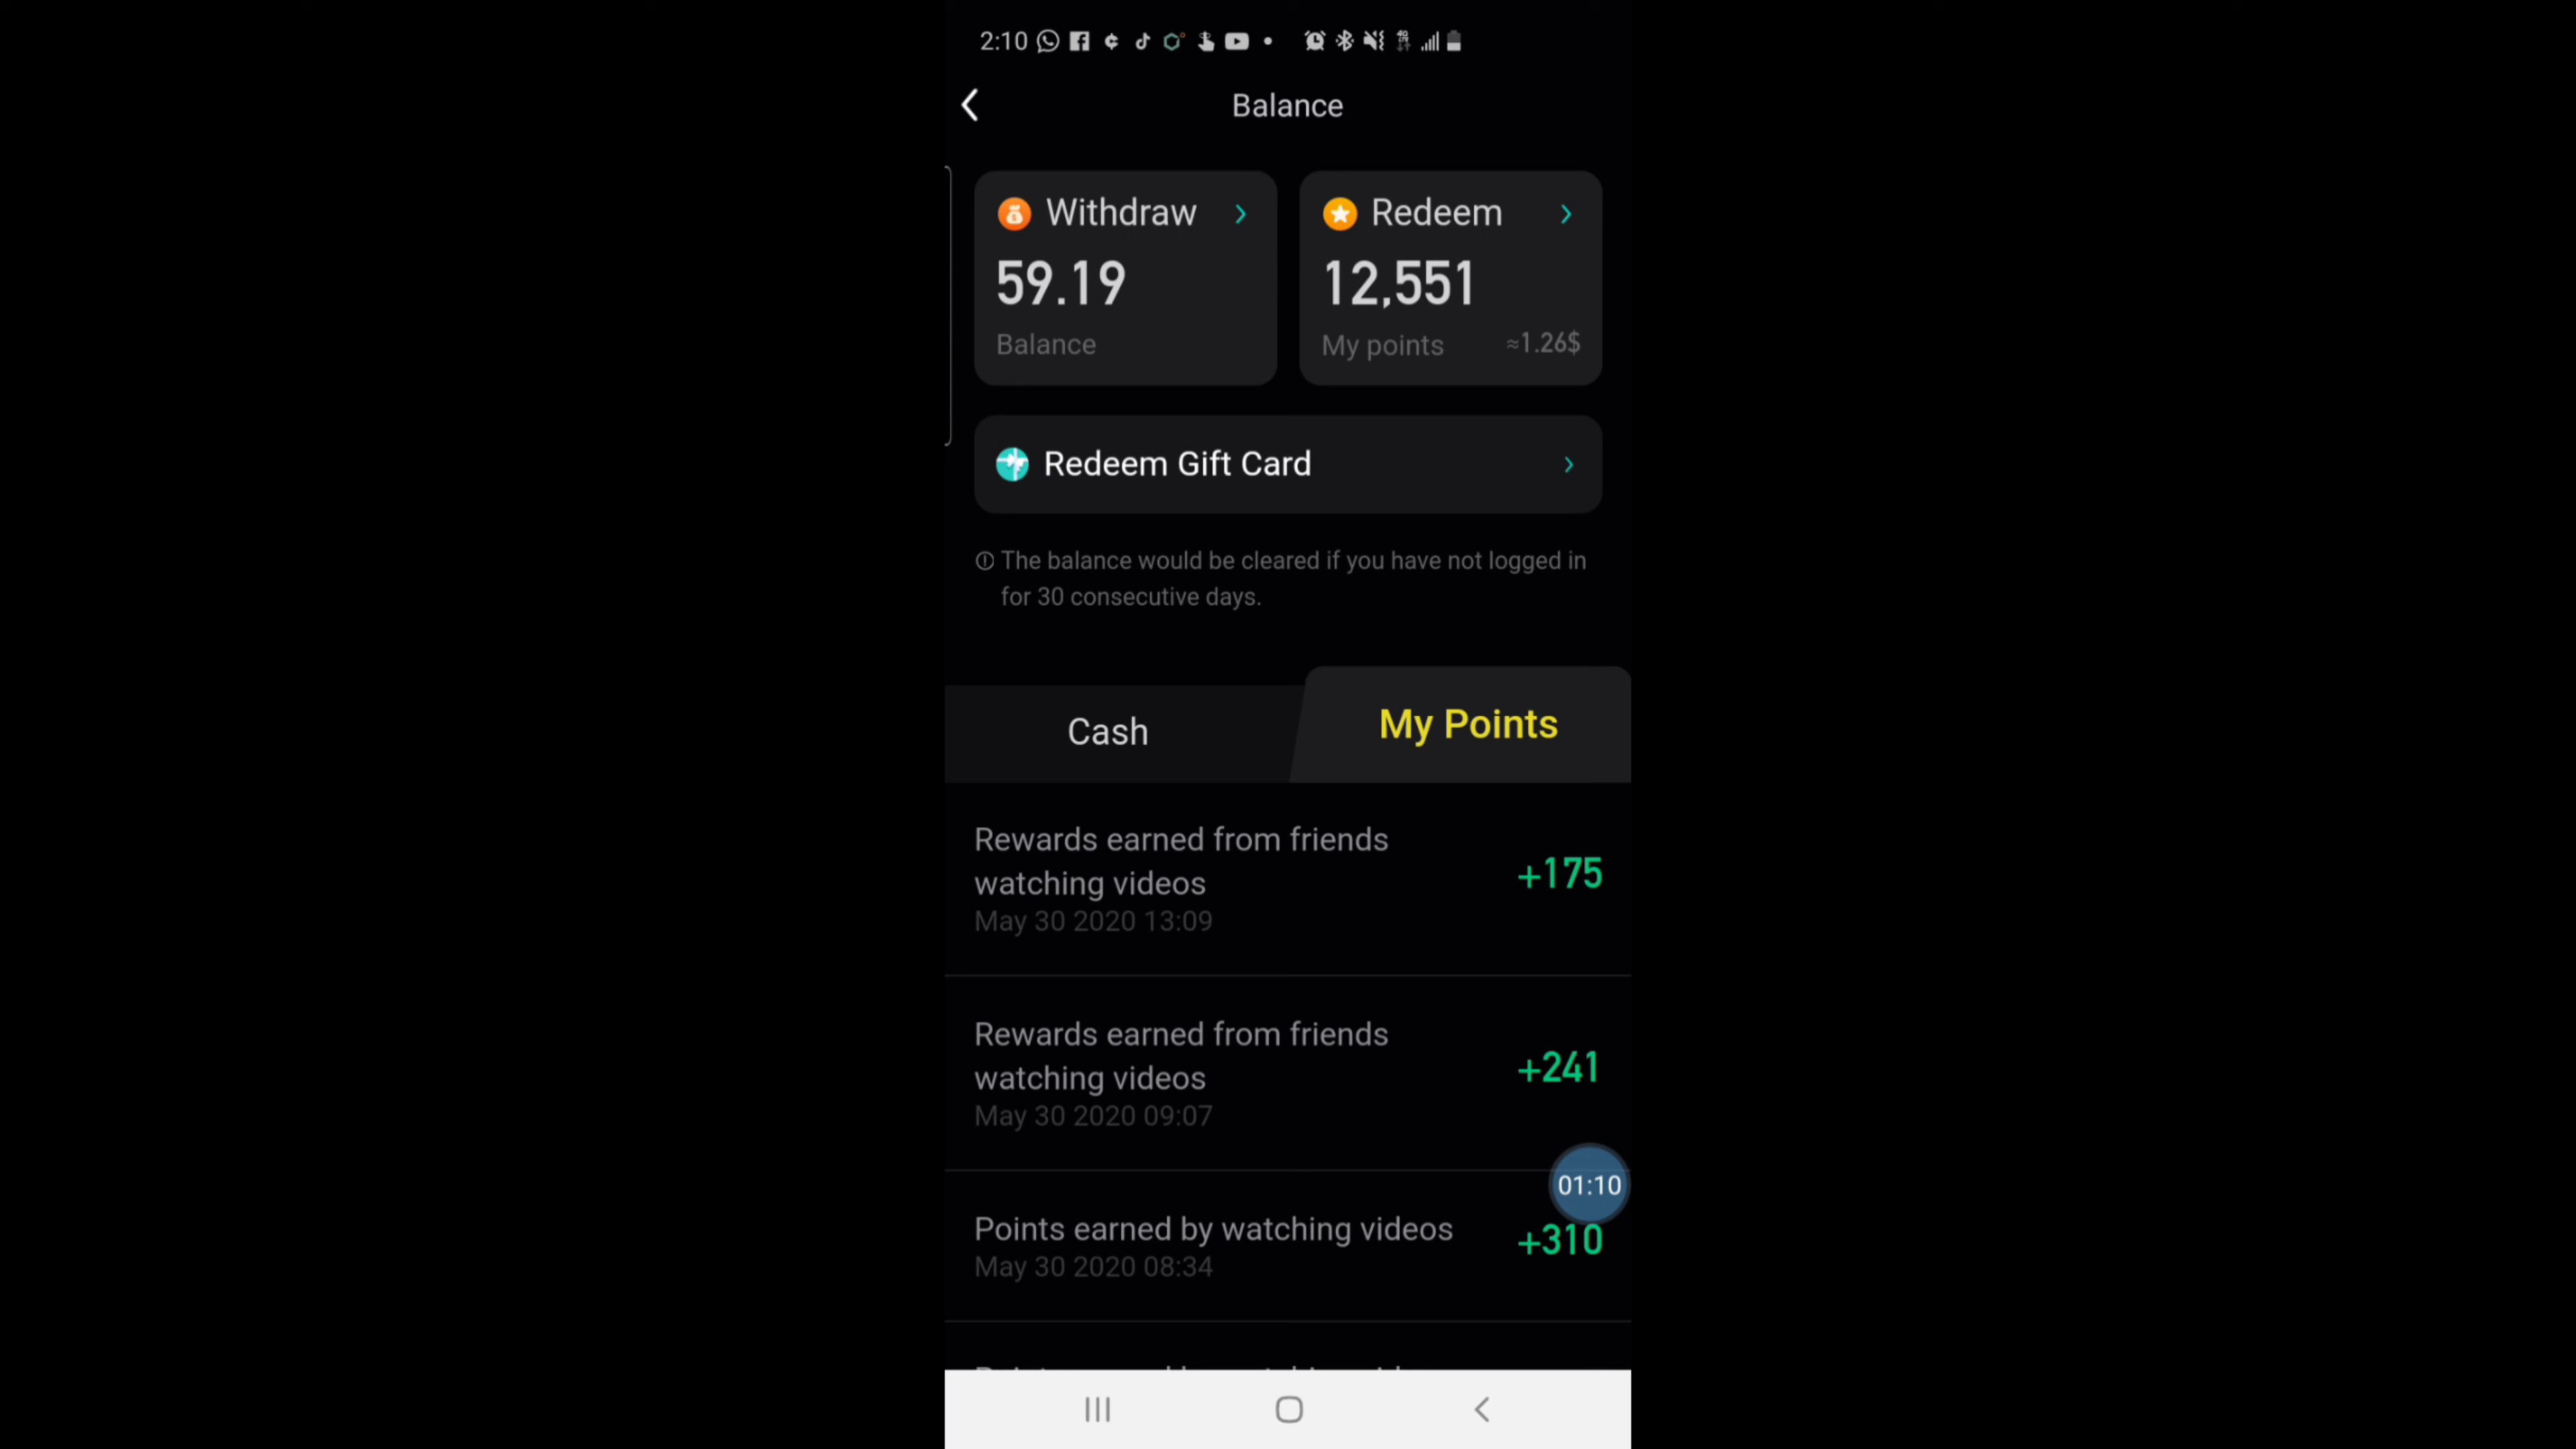 2:10
Balance
Withdraw
Redeem
59.19
12,551
Balance
My points ≈1.26$
Redeem Gift Card
The balance would be cleared if you have not logged in
for 30 consecutive days.
Cash
My Points
Rewards earned from friends
watching videos
+175
May 30 2020 13:09
Rewards earned from friends
watching videos
+241
May 30 2020 09:07
01:10
Points earned by watching videos
+310
May 30 2020 08:34